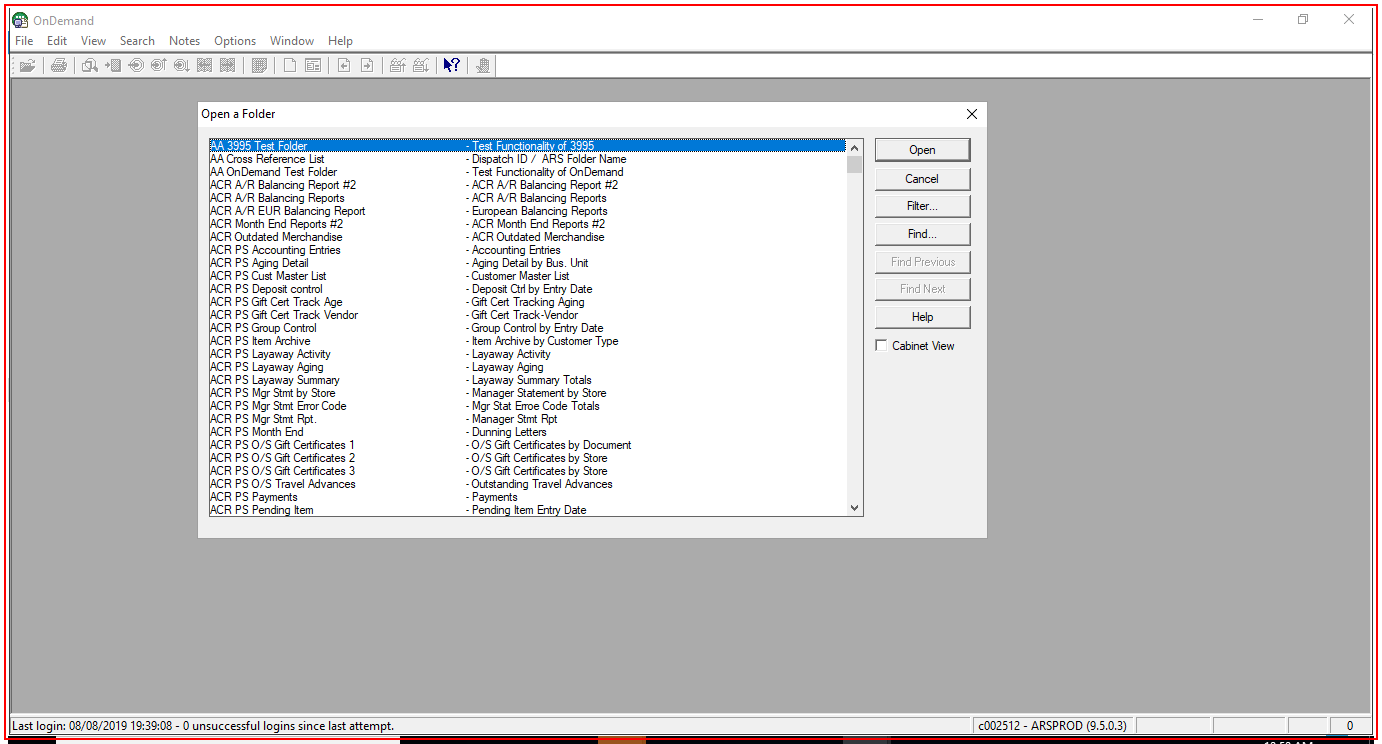 OnDemand
File Edit View Search Notes Options Window Help
Open a Folder
AA 3995 Test Folder - Test Functionality of 3995
AA Cross Reference List - Dispatch ID / ARS Folder Name
AA OnDemand Test Folder - Test Functionality of OnDemand
ACR A/R Balancing Report #2 - ACR A/R Balancing Report #2
ACR A/R Balancing Reports - ACR A/R Balancing Reports
ACR A/R EUR Balancing Report - European Balancing Reports
ACR Month End Reports #2 - ACR Month End Reports #2
ACR Outdated Merchandise - ACR Outdated Merchandise
ACR PS Accounting Entries - Accounting Entries
ACR PS Aging Detail - Aging Detail by Bus. Unit
ACR PS Cust Master List - Customer Master List
ACR PS Deposit control - Deposit Ctrl by Entry Date
ACR PS Gift Cert Track Age - Gift Cert Tracking Aging
ACR PS Gift Cert Track Vendor - Gift Cert Track-Vendor
ACR PS Group Control - Group Control by Entry Date
ACR PS Item Archive - Item Archive by Customer Type
ACR PS Layaway Activity - Layaway Activity
ACR PS Layaway Aging - Layaway Aging
ACR PS Layaway Summary - Layaway Summary Totals
ACR PS Mgr Stmt by Store - Manager Statement by Store
ACR PS Mgr Stmt Error Code - Mgr Stat Erroe Code Totals
ACR PS Mgr Stmt Rpt. - Manager Stmt Rpt
ACR PS Month End - Dunning Letters
ACR PS O/S Gift Certificates 1 - O/S Gift Certificates by Document
ACR PS O/S Gift Certificates 2 - O/S Gift Certificates by Store
ACR PS O/S Gift Certificates 3 - O/S Gift Certificates by Store
ACR PS O/S Travel Advances - Outstanding Travel Advances
ACR PS Payments - Payments
ACR PS Pending Item - Pending Item Entry Date
Open
Cancel
Filter...
Find...
Find Previous
Find Next
Help
Cabinet View
Last login: 08/08/2019 19:39:08 - 0 unsuccessful logins since last attempt.
c002512 - ARSPROD (9.5.0.3)
0